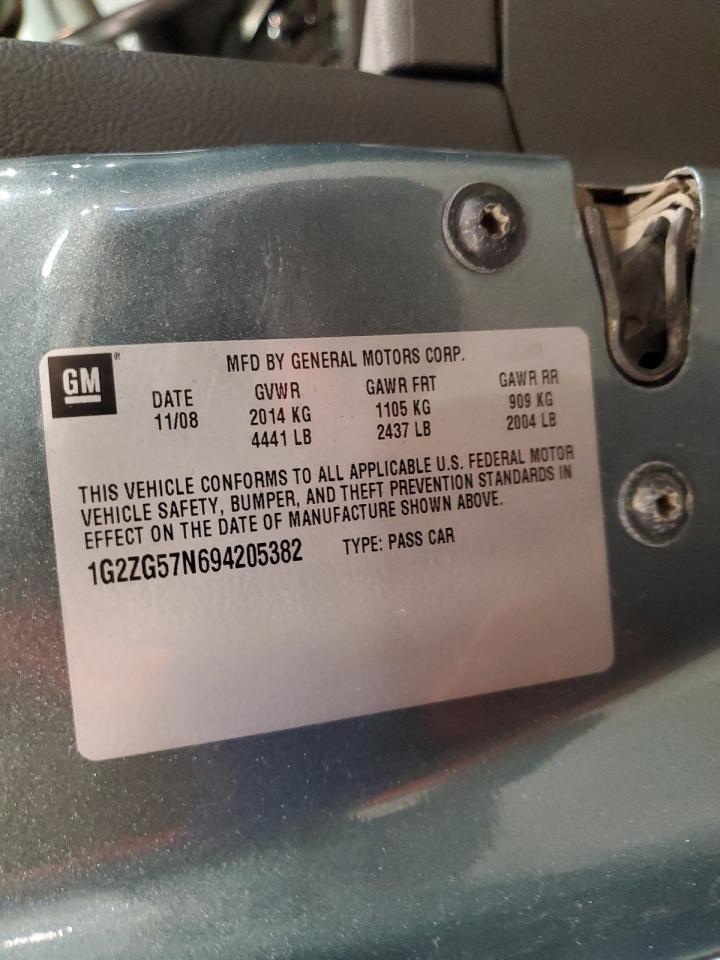 GM®
MFD BY GENERAL MOTORS CORP.
DATE GVWR GAWR FRT GAWR RR
11/08 2014 KG 1105 KG 909 KG
4441 LB 2437 LB 2004 LB
THIS VEHICLE CONFORMS TO ALL APPLICABLE U.S. FEDERAL MOTOR
VEHICLE SAFETY, BUMPER, AND THEFT PREVENTION STANDARDS IN
EFFECT ON THE DATE OF MANUFACTURE SHOWN ABOVE.
1G2ZG57N694205382 TYPE: PASS CAR